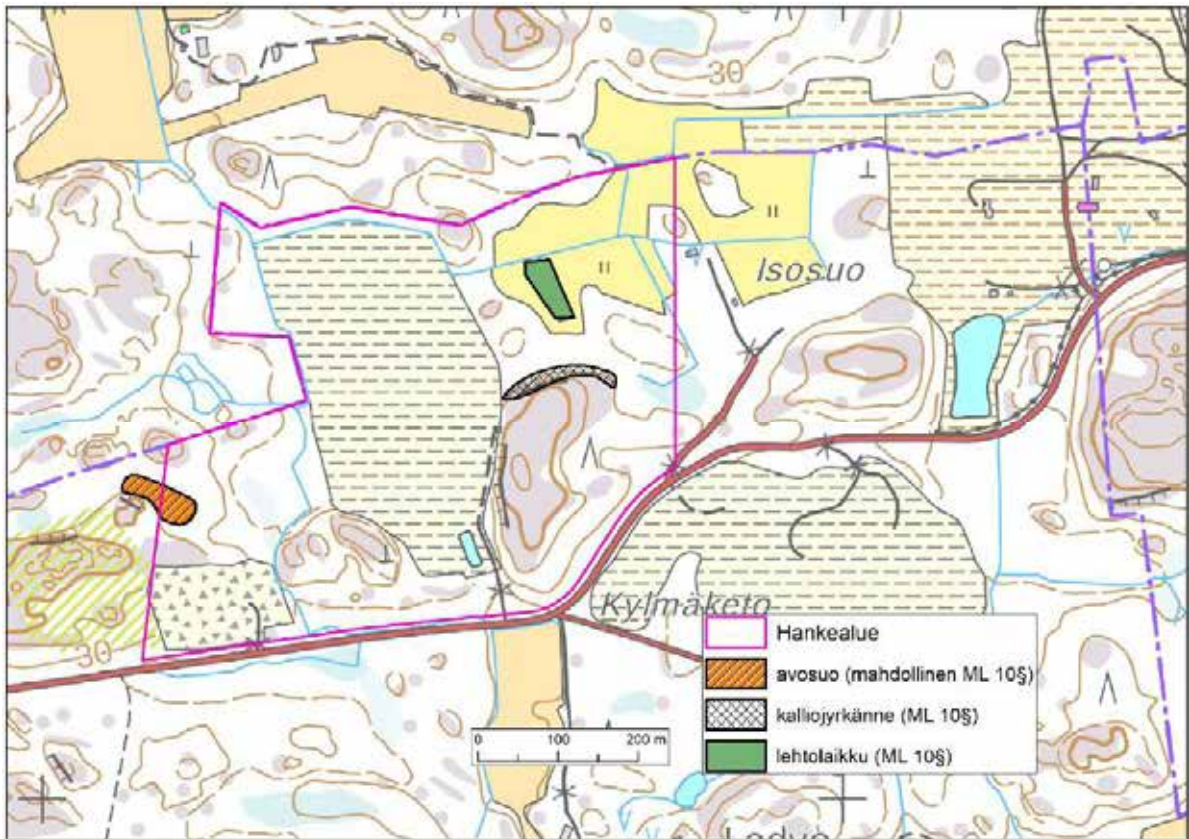 30
Isosuo
Kylmäketo
Hankealue
avosuo (mahdollinen ML 10§)
kalliojyrkänne (ML 10§)
lehtolaikku (ML 10§)
30
0 100 200 m